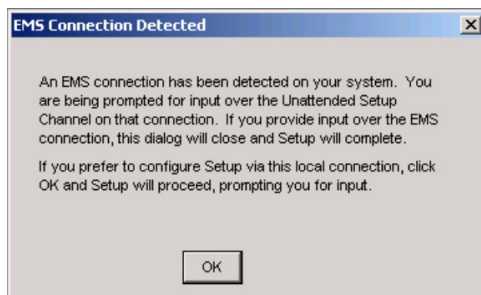 EMS Connection Detected
An EMS connection has been detected on your system. You
are being prompted for input over the Unattended Setup
Channel on that connection. If you provide input over the EMS
connection, this dialog will close and Setup will complete.
If you prefer to configure Setup via this local connection, click
OK and Setup will proceed, prompting you for input.
OK